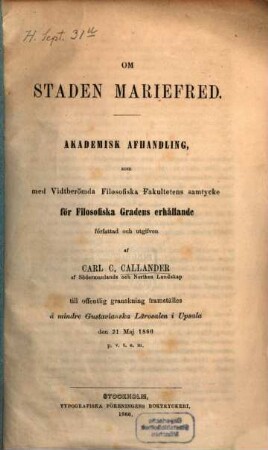 H. Sept. 31
OM
STADEN MARIEFRED.
AKADEMISK AFHANDLING,
som
med Vidtberömda Filosofiska Fakultetens samtycke
för Filosofiska Gradens erhållande
författad och utgifven
af
CARL C. CALLANDER
af Södermanlands och Nerikes Landskap
till offentlig granskning framställes
å mindre Gustavianska Lärosalen i Upsala
den 21 Maj 1860
p. v. t. s. m.
STOCKHOLM,
TYPOGRAFISKA FÖRENINGENS BOKTRYCKERI,
1860.